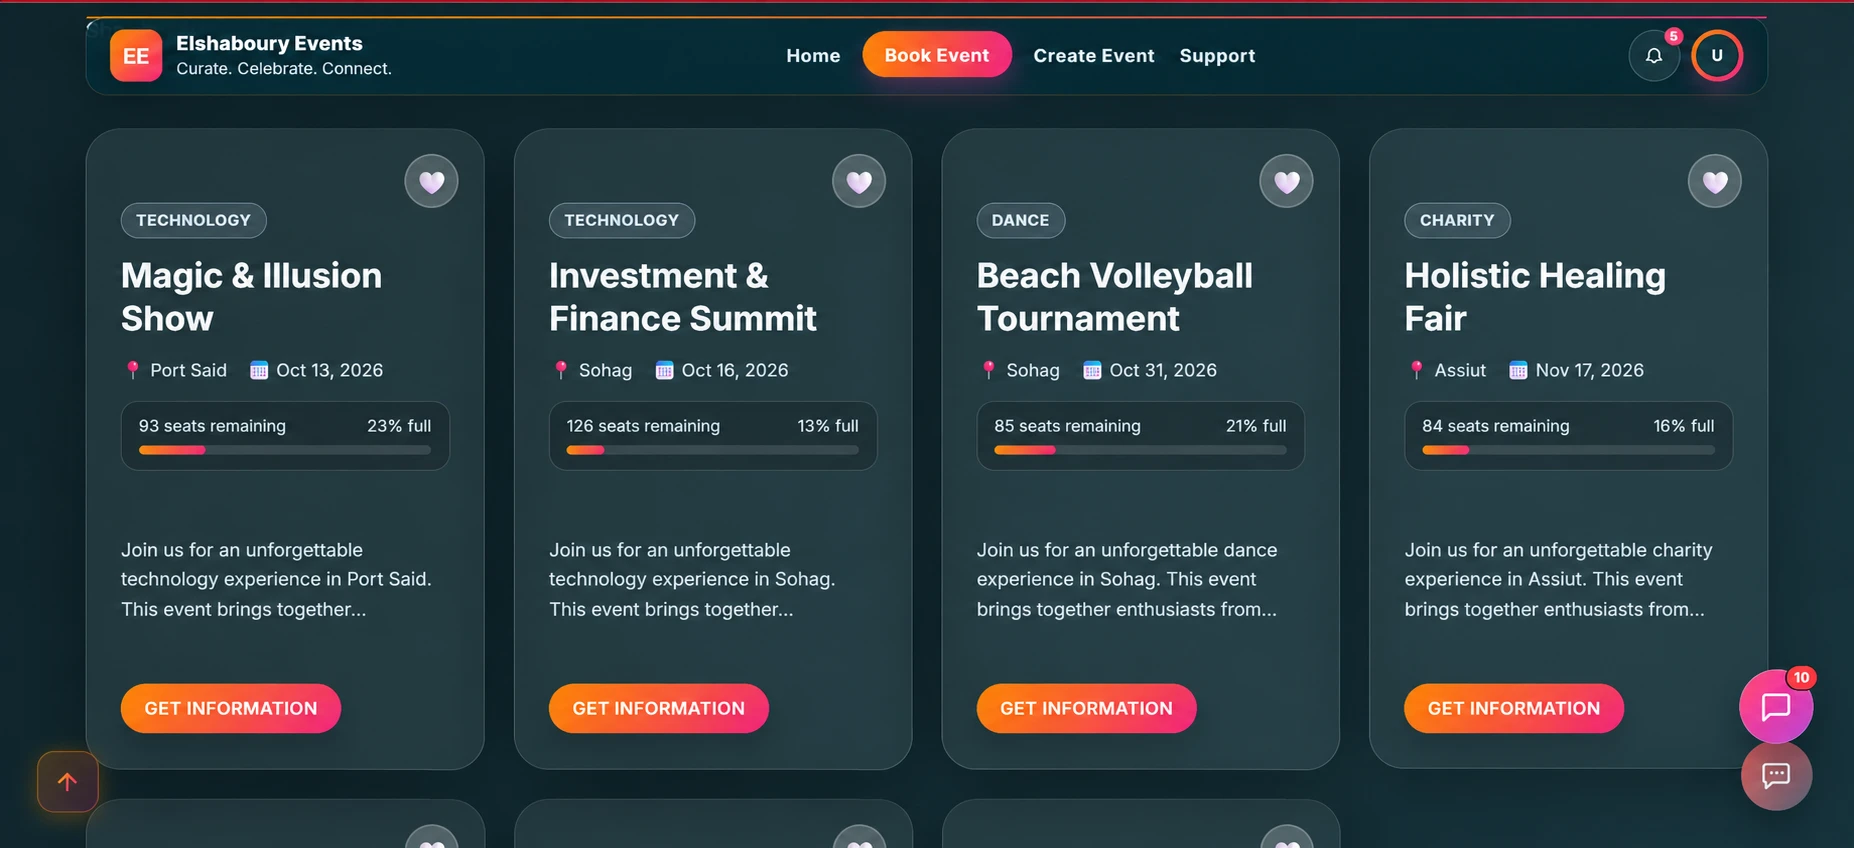 EE
Elshaboury Events
Curate. Celebrate. Connect.
Home
Book Event
Create Event
Support
5
U
TECHNOLOGY
Magic & Illusion
Show
Port Said
Oct 13, 2026
93 seats remaining
23% full
Join us for an unforgettable
technology experience in Port Said.
This event brings together...
GET INFORMATION
TECHNOLOGY
Investment &
Finance Summit
Sohag
Oct 16, 2026
126 seats remaining
13% full
Join us for an unforgettable
technology experience in Sohag.
This event brings together...
GET INFORMATION
DANCE
Beach Volleyball
Tournament
Sohag
Oct 31, 2026
85 seats remaining
21% full
Join us for an unforgettable dance
experience in Sohag. This event
brings together enthusiasts from...
GET INFORMATION
CHARITY
Holistic Healing
Fair
Assiut
Nov 17, 2026
84 seats remaining
16% full
Join us for an unforgettable charity
experience in Assiut. This event
brings together enthusiasts from...
GET INFORMATION
10